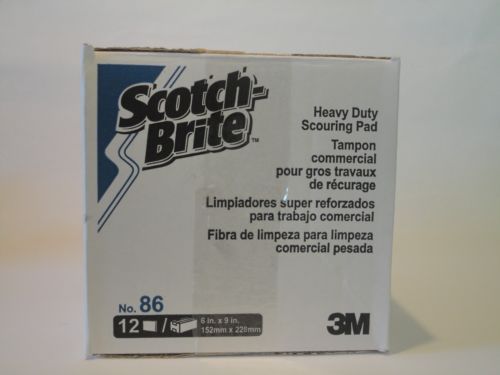 Scotch-
Brite™
Heavy Duty
Scouring Pad
Tampon
commercial
pour gros travaux
de récurage
Limpiadores super reforzados
para trabajo comercial
Fibra de limpeza para limpeza
comercial pesada
No. 86
12 /
6 in. x 9 in.
152mm x 228mm
3M